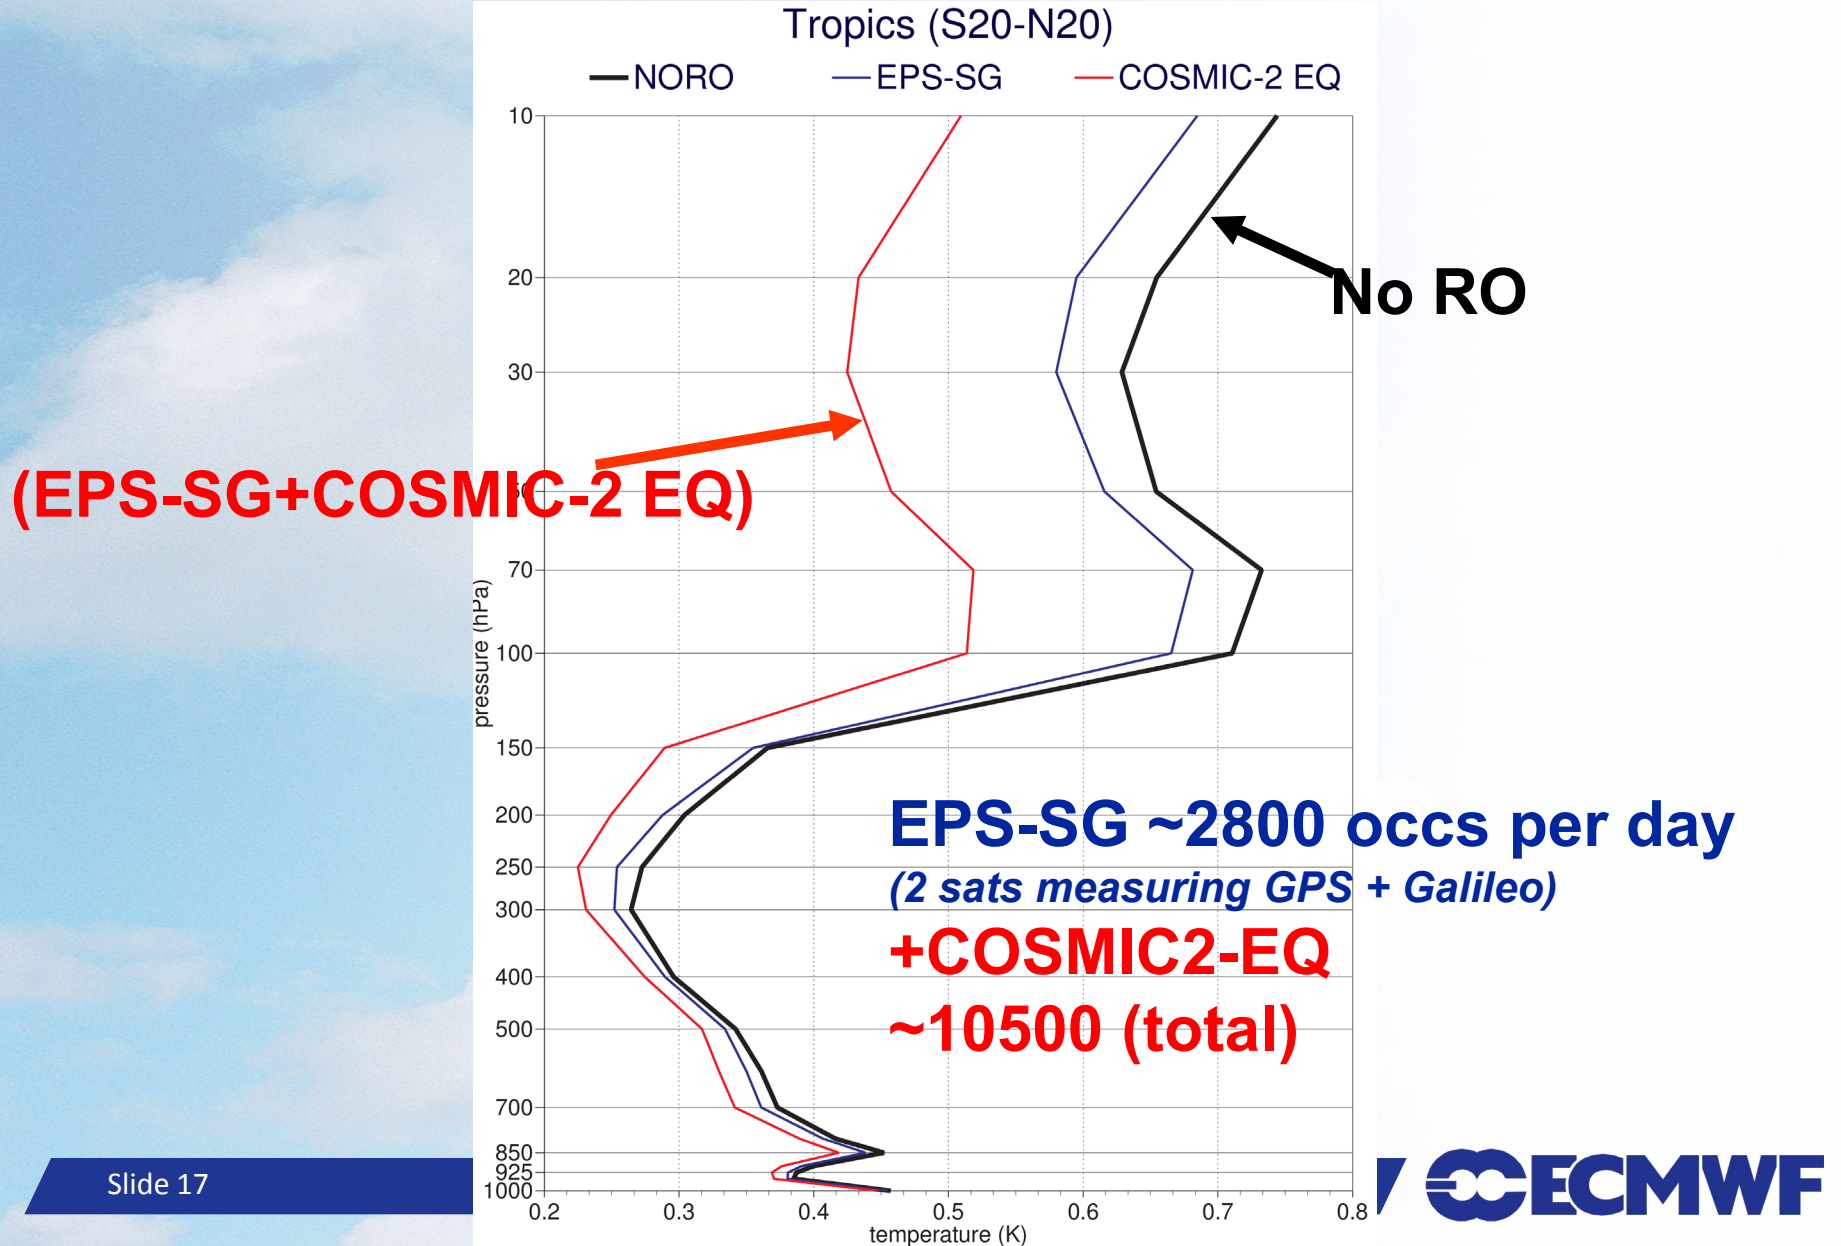 Tropics (S20-N20)
NORO EPS-SG COSMIC-2 EQ
10
20
No RO
30
(EPS-SG+COSMIC-2 EQ)
70
pressure (hPa)
100
150
200
EPS-SG ~2800 occs per day
250
(2 sats measuring GPS + Galileo)
300
+COSMIC2-EQ
400
500
~10500 (total)
700
850
925
1000
0.2 0.3 0.4 0.5 0.6 0.7 0.8
temperature (K)
Slide 17
ECMWF